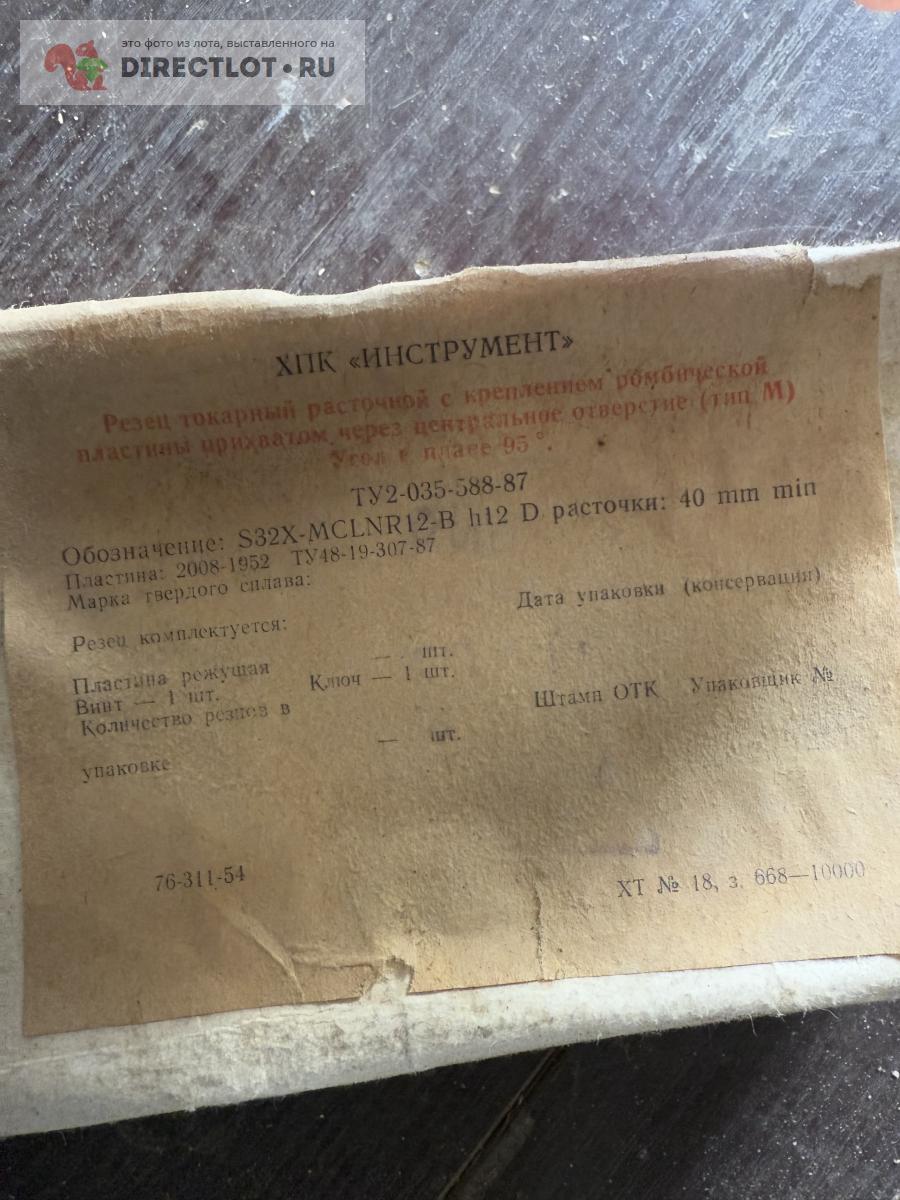 это фото из лота, выставленного на
DIRECTLOT.RU
ХПК «ИНСТРУМЕНТ»
Резец токарный расточной с креплением ромбической
пластины прихватом через центральное отверстие (тип М)
Угол в плане 95°.
ТУ2-035-588-87
Обозначение: S32X-MCLNR12-B h12 D расточки: 40 mm min
Пластина: 2008-1952 ТУ48-19-307-87
Марка твердого сплава:
Дата упаковки (консервации)
Резец комплектуется:
— шт.
Пластина режущая
Винт — 1 шт. Ключ — 1 шт.
Штамп ОТК Упаковщик №
Количество резцов в
— шт.
упаковке
76-311-54
ХТ № 18, з. 668—10000